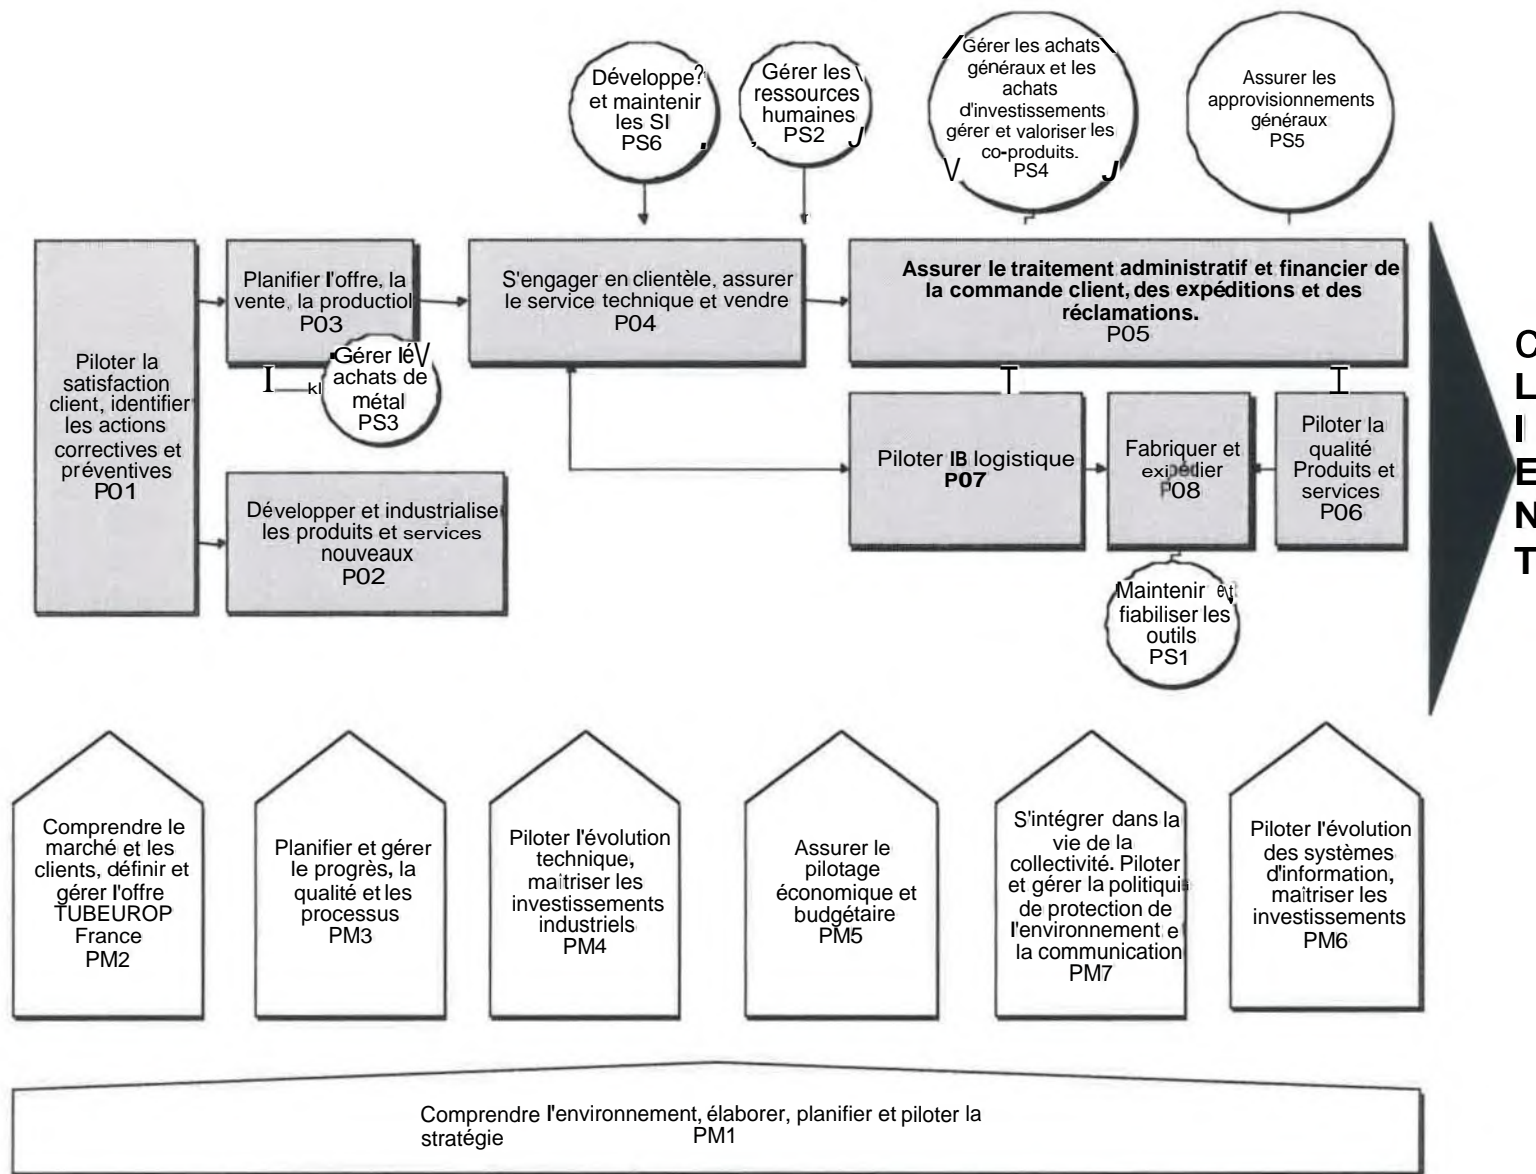 Développe?
et maintenir
les SI
PS6
Gérer les
ressources
humaines
PS2
Gérer les achats
généraux et les
achats
d'investissements
gérer et valoriser les
co-produits.
PS4
Assurer les
approvisionnements
généraux
PS5
Piloter la
satisfaction
client, identifier
les actions
correctives et
préventives
P01
Planifier l'offre, la
vente, la productiol
P03
Gérer lé
achats de
métal
PS3
Développer et industrialise
les produits et services
nouveaux
P02
S'engager en clientèle, assurer
le service technique et vendre
P04
Assurer le traitement administratif et financier de
la commande client, des expéditions et des
réclamations.
P05
Piloter IB logistique
P07
Fabriquer et
exipédier
P08
Piloter la
qualité
Produits et
services
P06
Maintenir et
fiabiliser les
outils
PS1
C
L
I
E
N
T
Comprendre le
marché et les
clients, définir et
gérer l'offre
TUBEUROP
France
PM2
Planifier et gérer
le progrès, la
qualité et les
processus
PM3
Piloter l'évolution
technique,
maitriser les
investissements
industriels
PM4
Assurer le
pilotage
économique et
budgétaire
PM5
S'intégrer dans la
vie de la
collectivité. Piloter
et gérer la politiqui
de protection de
l'environnement e
la communication
PM7
Piloter l'évolution
des systèmes
d'information,
maîtriser les
investissements
PM6
Comprendre l'environnement, élaborer, planifier et piloter la
stratégie PM1